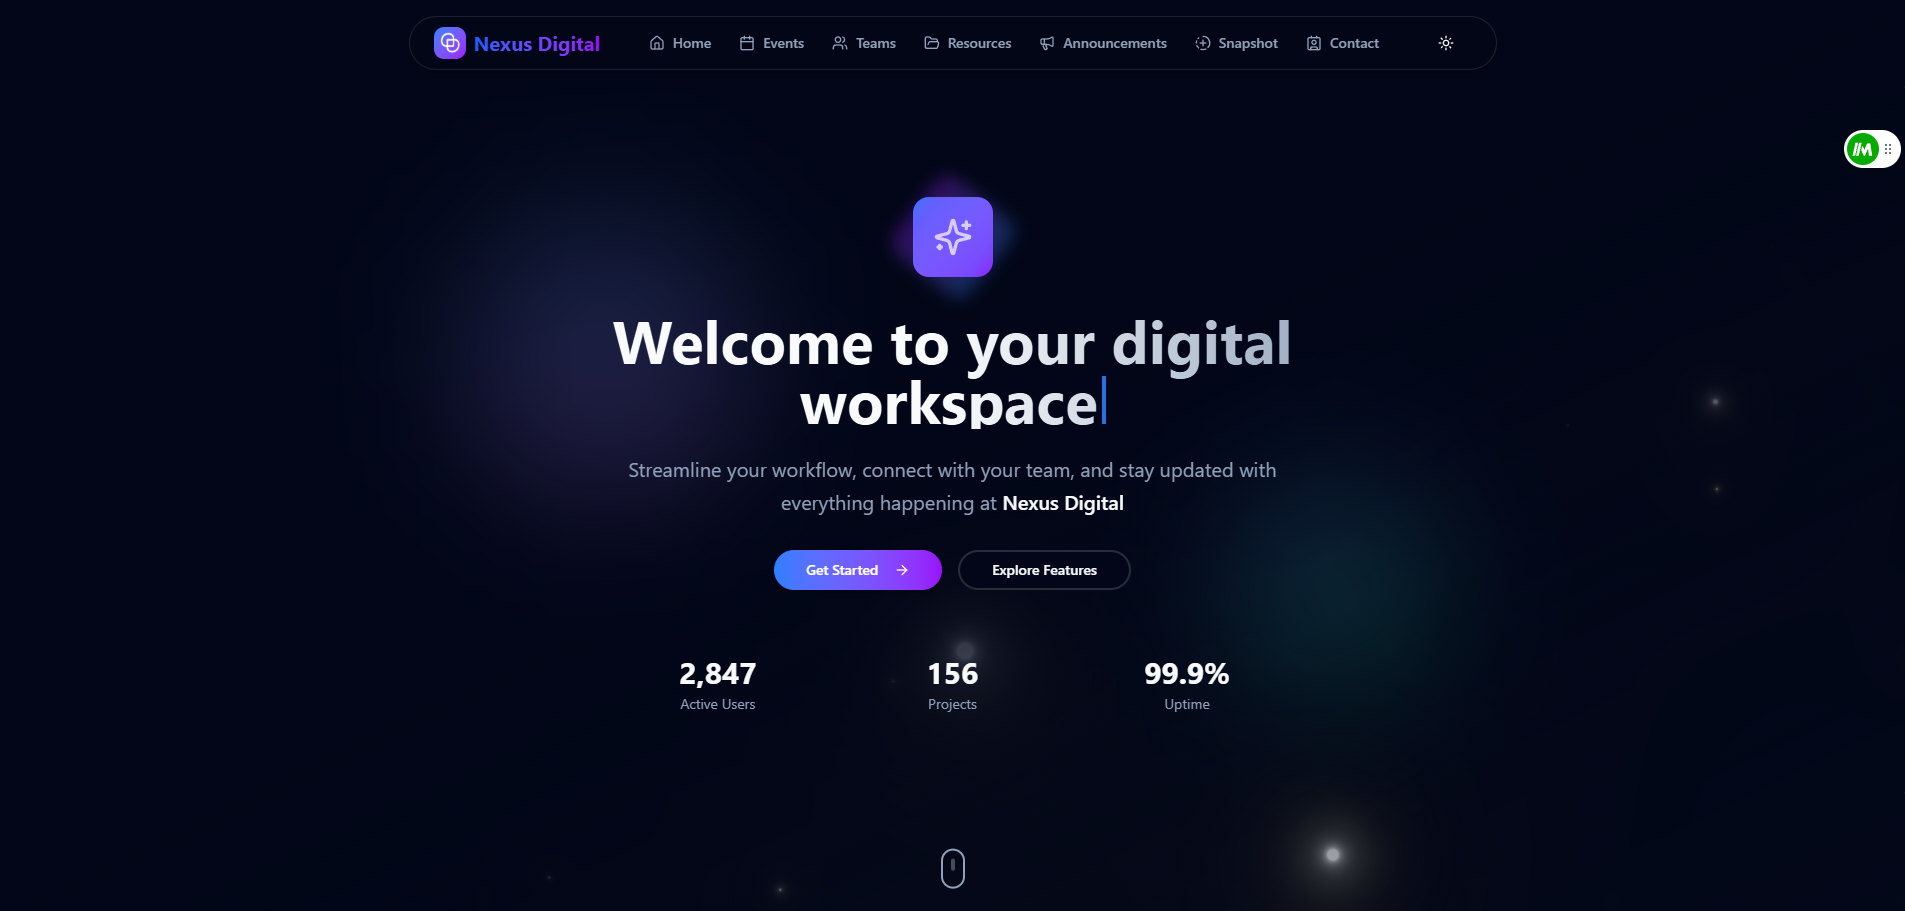 Nexus Digital
Home
Events
Teams
Resources
Announcements
Snapshot
Contact
Welcome to your digital
workspace
Streamline your workflow, connect with your team, and stay updated with
everything happening at Nexus Digital
Get Started
Explore Features
2,847
156
99.9%
Active Users
Projects
Uptime